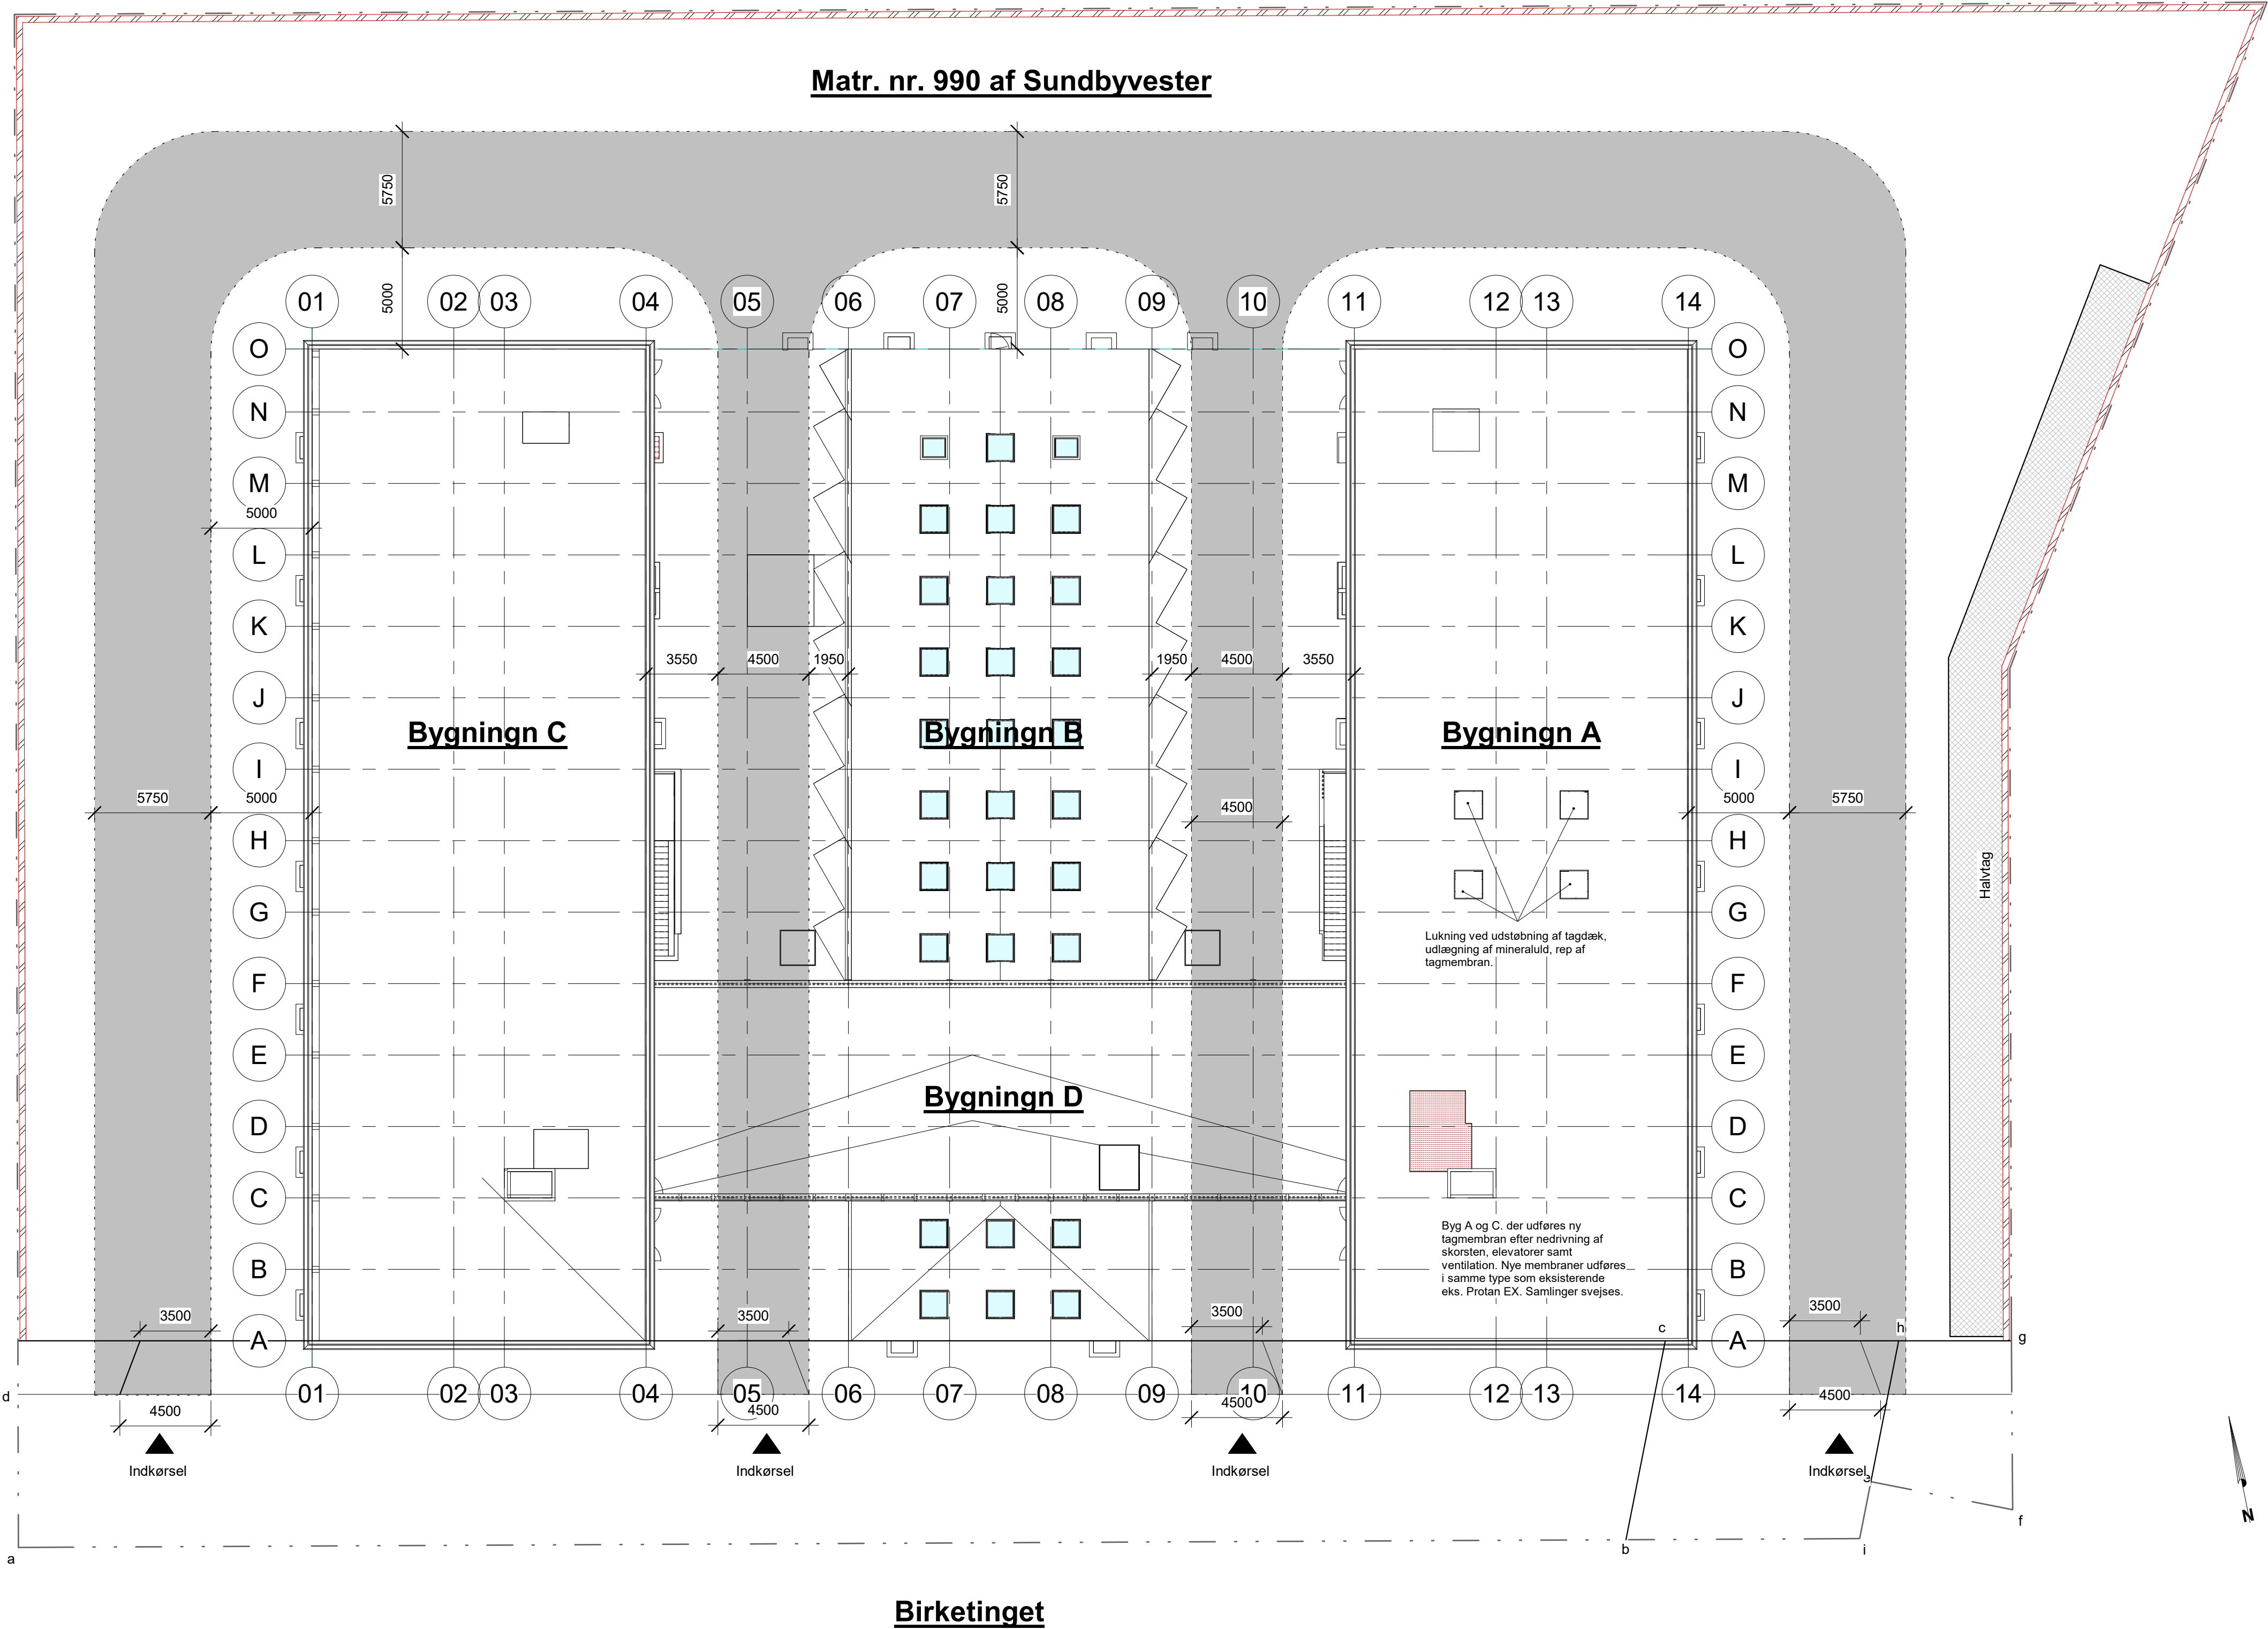 Matr. nr. 990 af Sundbyvester
5750
5750
5000
5000
01 02 03 04 05 06 07 08 09 10 11 12 13 14
O O
N N
M M
5000
L L
K K
3550 4500 1950 1950 4500 3550
J J
Bygningn C
Bygningn B
Bygningn A
I I
5750 5000
4500
5000 5750
H H
Halvtag
G G
Lukning ved udstøbning af tagdæk,
udlægning af mineraluld, rep af
tagmembran.
F F
E E
Bygningn D
D D
C C
Byg A og C. der udføres ny
tagmembran efter nedrivning af
skorsten, elevatorer samt
ventilation. Nye membraner udføres
i samme type som eksisterende
eks. Protan EX. Samlinger svejses.
B B
3500 3500 3500 3500
c h g
A A
d
01 02 03 04 05 06 07 08 09 10 11 12 13 14
4500 4500 4500 4500
Indkørsel Indkørsel Indkørsel Indkørsel
f
N
a b i
Birketinget